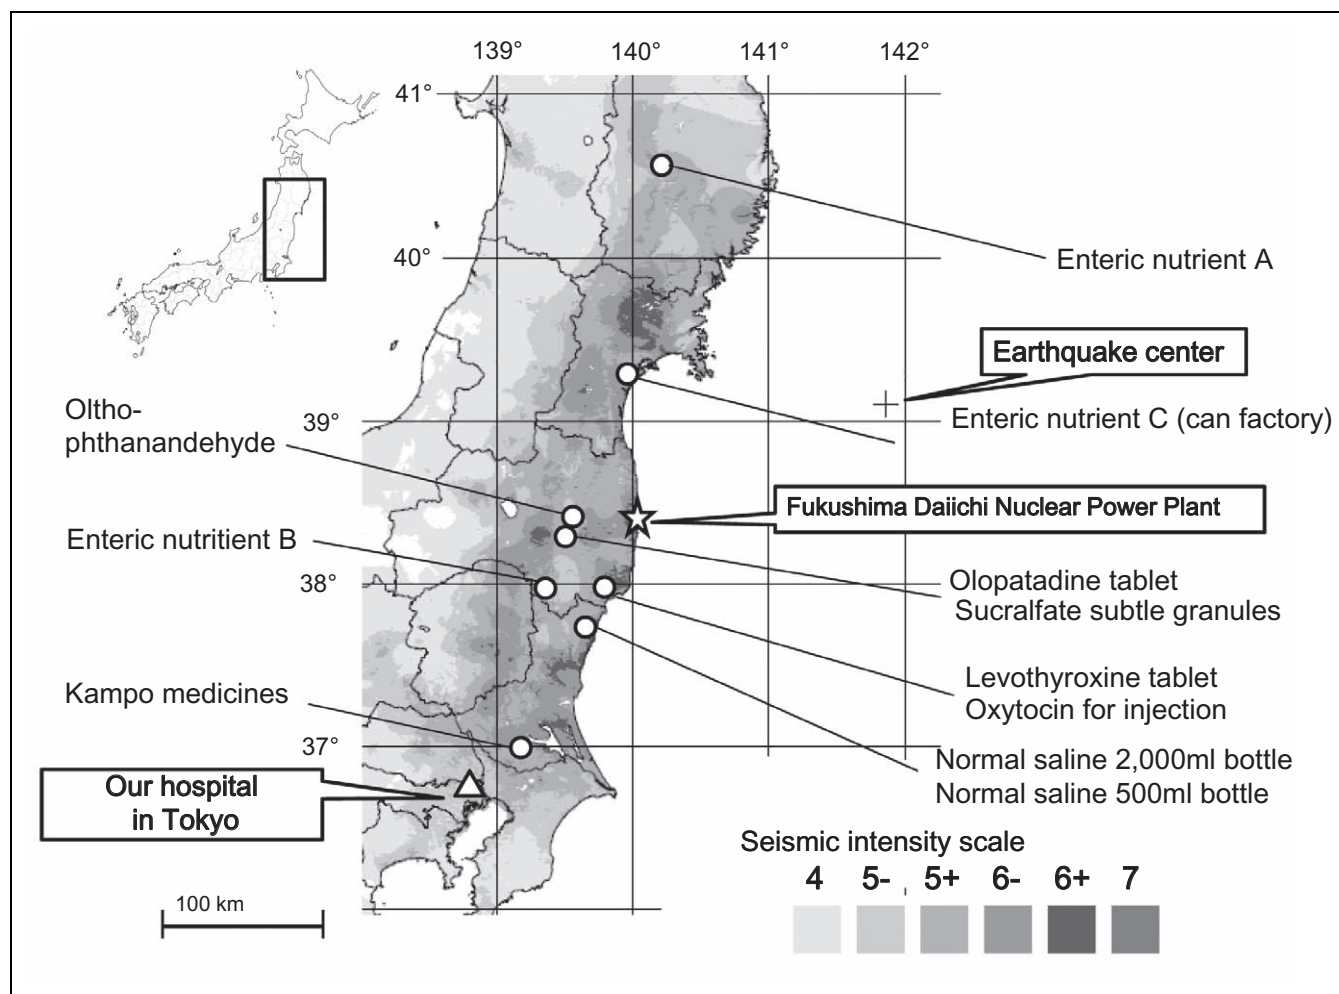 139°
140°
141°
142°
41°
40°
Enteric nutrient A
Earthquake center
Oltho-
phthanandehyde
39°
Enteric nutrient C (can factory)
Fukushima Daiichi Nuclear Power Plant
Enteric nutritient B
38°
Olopatadine tablet
Sucralfate subtle granules
Levothyroxine tablet
Oxytocin for injection
Kampo medicines
37°
Normal saline 2,000ml bottle
Normal saline 500ml bottle
Our hospital
in Tokyo
Seismic intensity scale
4 5- 5+ 6- 6+ 7
100 km